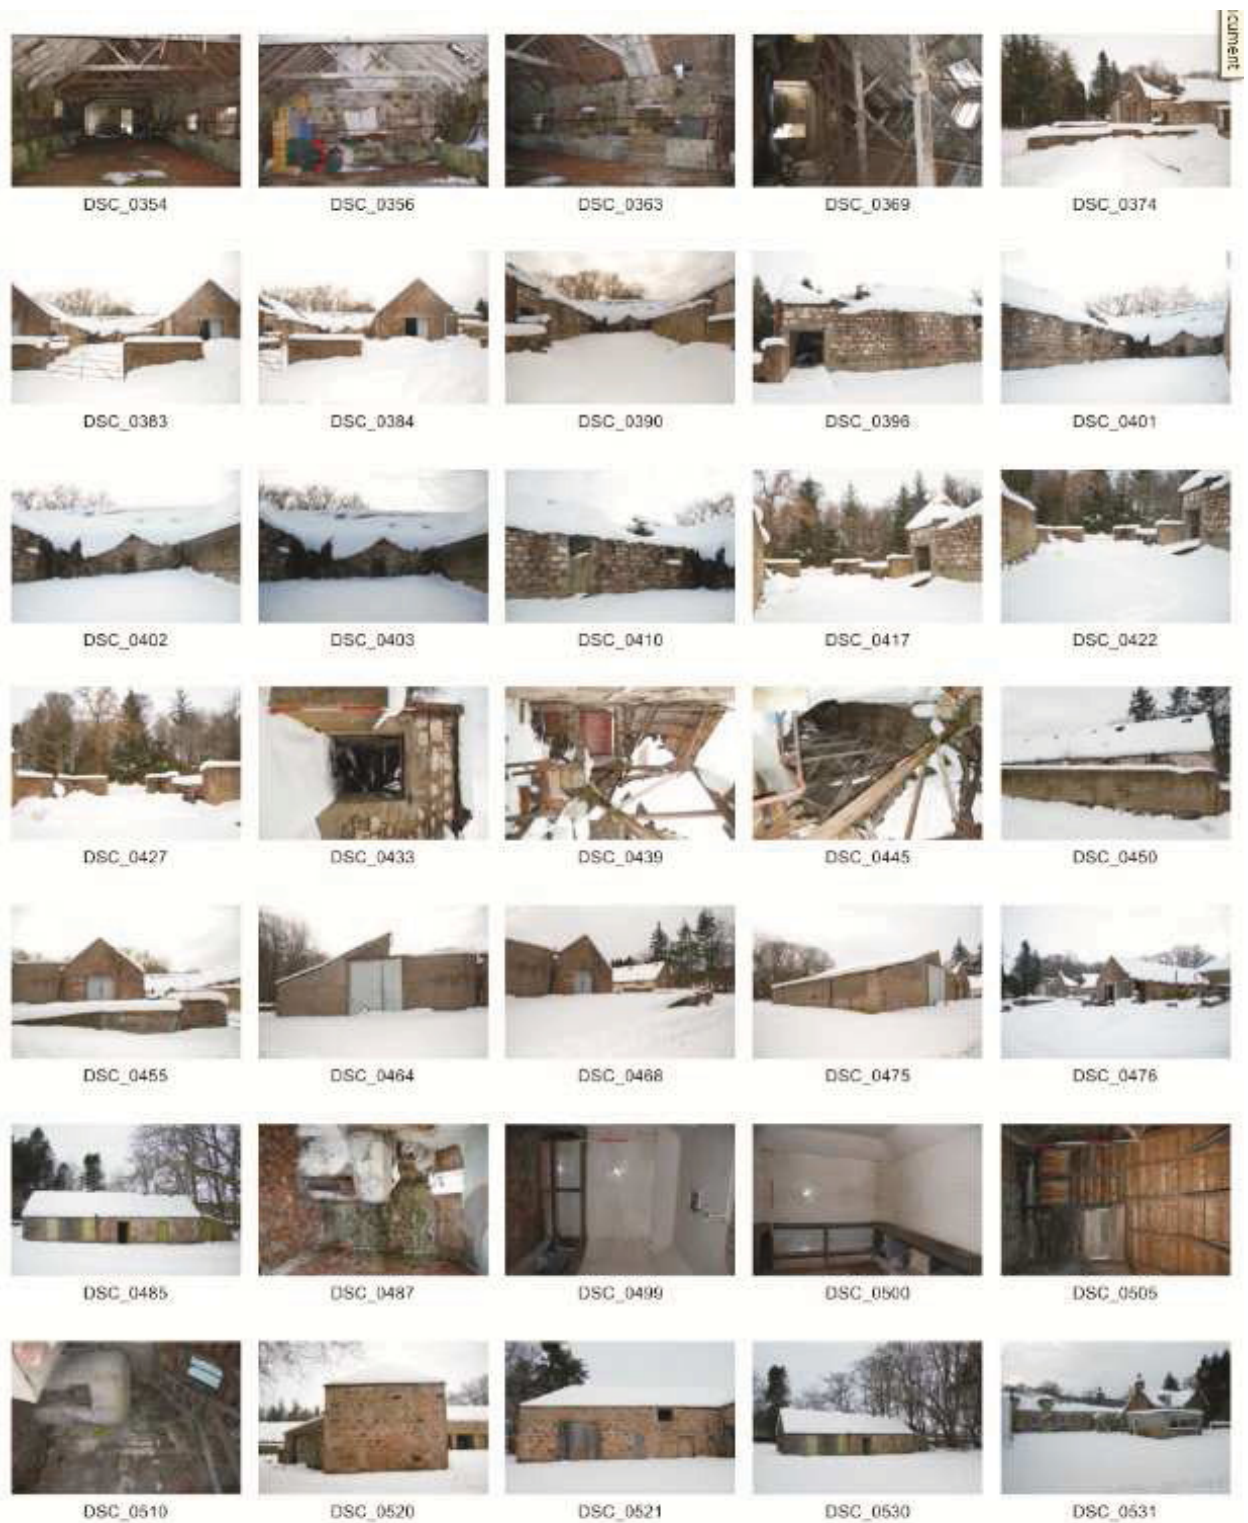 ocument
DSC_0354 DSC_0356 DSC_0363 DSC_0369 DSC_0374
DSC_0383 DSC_0384 DSC_0390 DSC_0396 DSC_0401
DSC_0402 DSC_0403 DSC_0410 DSC_0417 DSC_0422
DSC_0427 DSC_0433 DSC_0439 DSC_0445 DSC_0450
DSC_0455 DSC_0464 DSC_0468 DSC_0475 DSC_0476
DSC_0485 DSC_0487 DSC_0499 DSC_0500 DSC_0505
DSC_0510 DSC_0520 DSC_0521 DSC_0530 DSC_0531